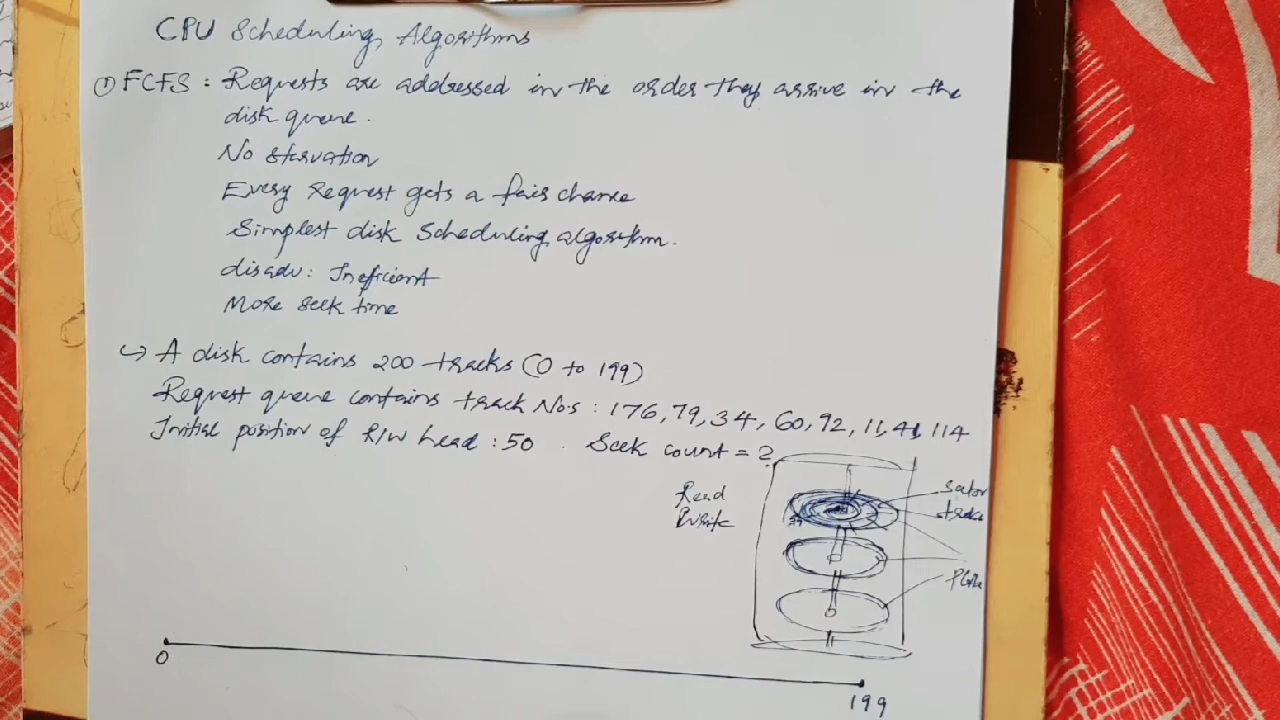 CPU Scheduling Algorithms
① FCFS : Requests are addressed in the order they arrive in the
disk queue.
No starvation
Every request gets a fair chance
Simplest disk scheduling algorithm.
disadv: Inefficient
More seek time
↪ A disk contains 200 tracks (0 to 199)
Request queue contains track No.s : 176, 79, 34, 60, 92, 11, 41, 114
Initial position of R/W head : 50 . Seek count = ?
Read
Write
sector
tracks
0
199